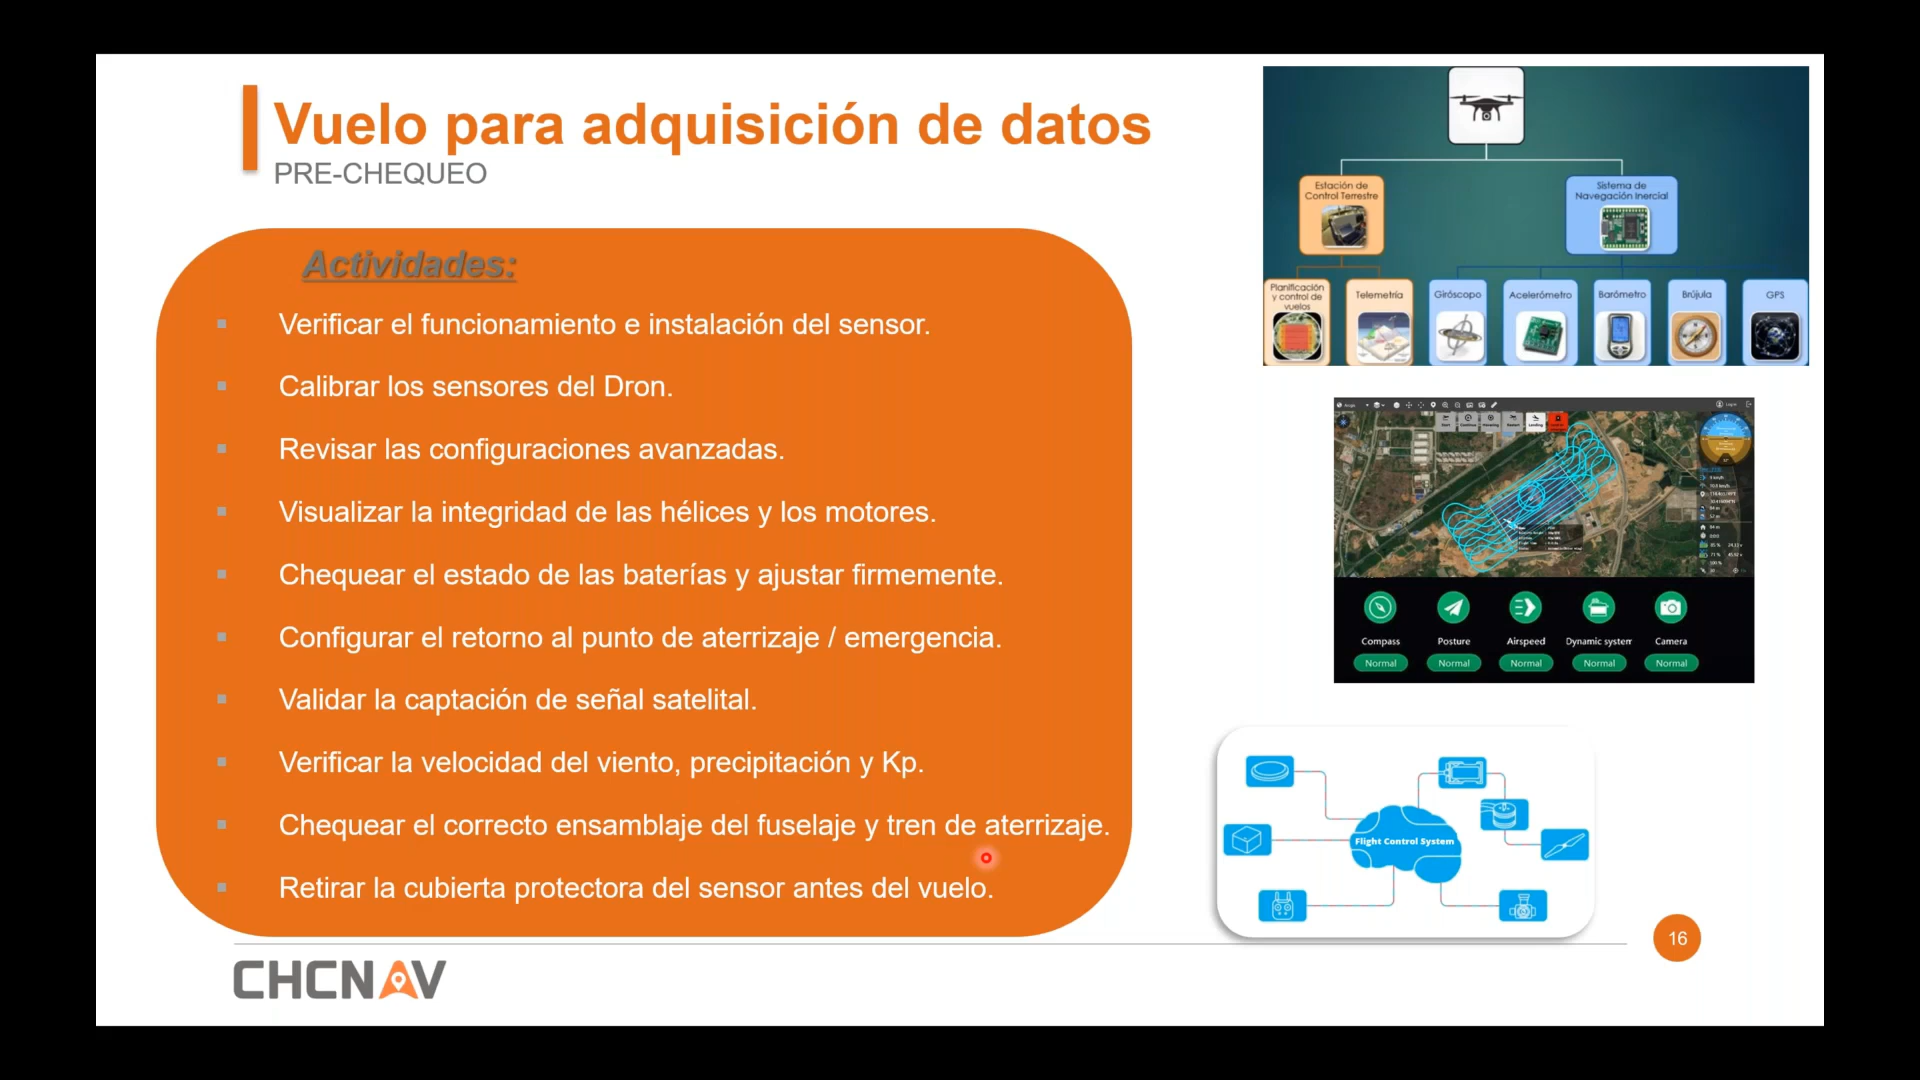 Vuelo para adquisición de datos
PRE-CHEQUEO
Actividades:
Verificar el funcionamiento e instalación del sensor.
Calibrar los sensores del Dron.
Revisar las configuraciones avanzadas.
Visualizar la integridad de las hélices y los motores.
Chequear el estado de las baterías y ajustar firmemente.
Configurar el retorno al punto de aterrizaje / emergencia.
Validar la captación de señal satelital.
Verificar la velocidad del viento, precipitación y Kp.
Chequear el correcto ensamblaje del fuselaje y tren de aterrizaje.
Retirar la cubierta protectora del sensor antes del vuelo.
Estación de
Control Terrestre
Sistema de
Navegación Inercial
Planificación
y control de
vuelos
Telemetría
Giróscopo
Acelerómetro
Barómetro
Brújula
GPS
Compass
Posture
Airspeed
Dynamic system
Camera
Normal
Normal
Normal
Normal
Normal
Flight Control System
16
CHCNAV